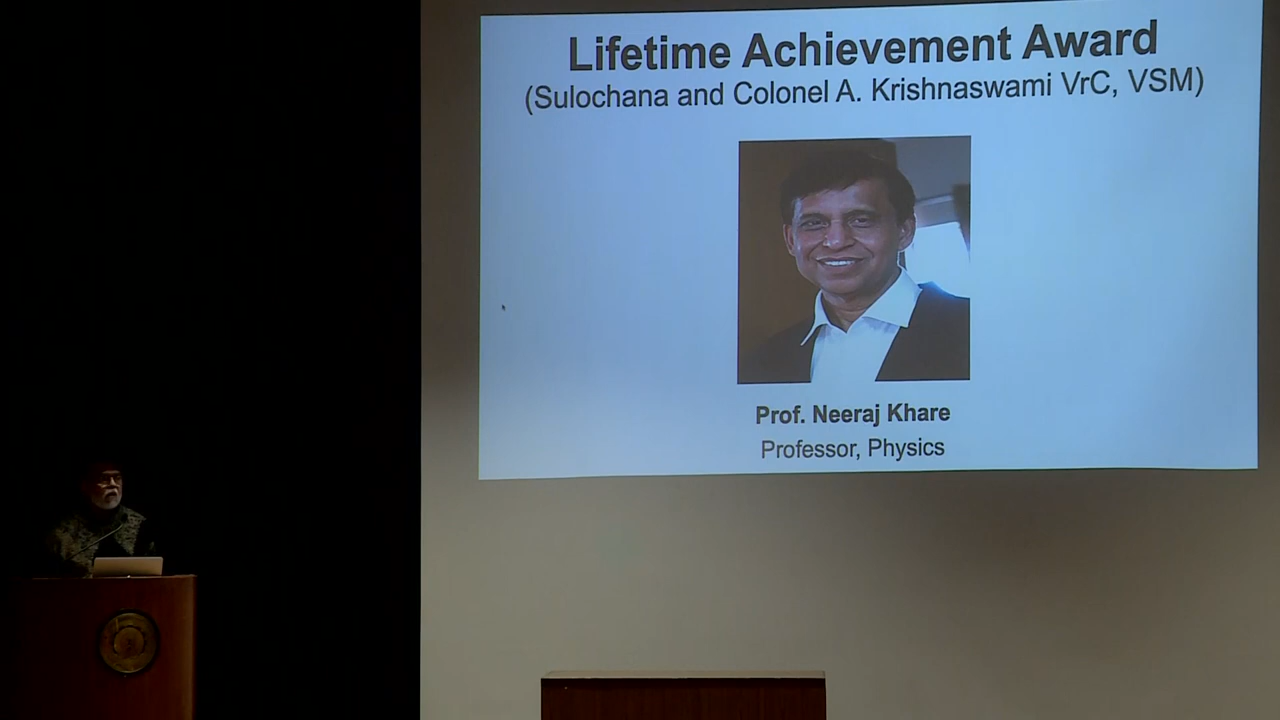 Lifetime Achievement Award
(Sulochana and Colonel A. Krishnaswami VrC, VSM)
Prof. Neeraj Khare
Professor, Physics